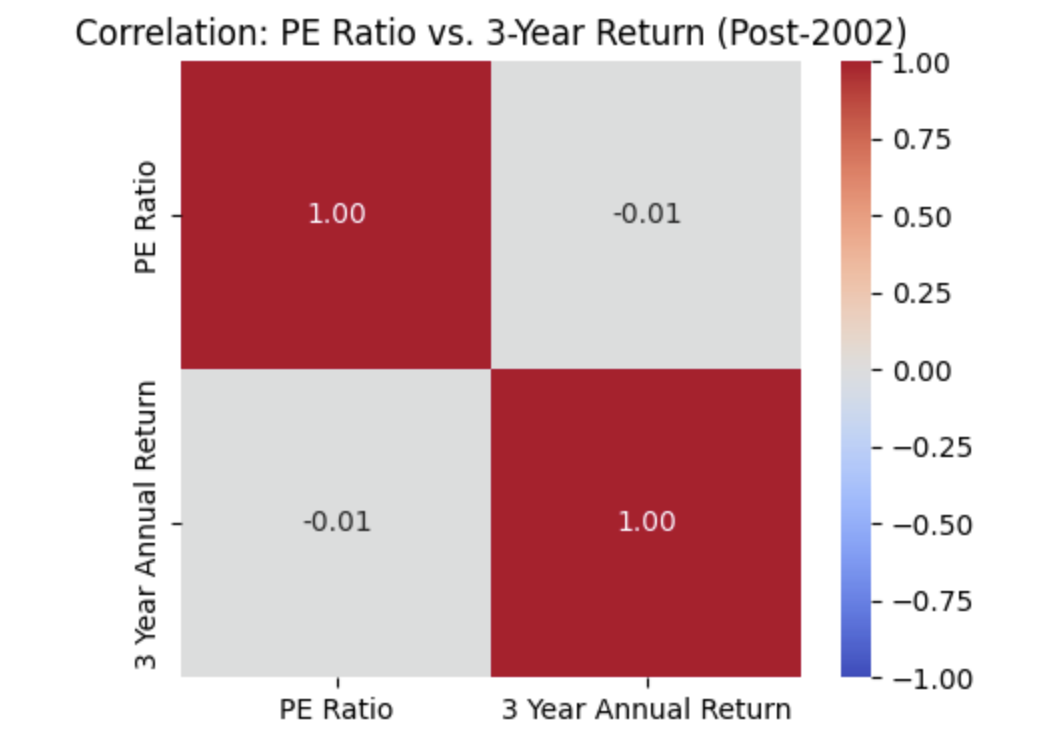 Correlation: PE Ratio vs. 3-Year Return (Post-2002)
PE Ratio
3 Year Annual Return
1.00
-0.01
-0.01
1.00
PE Ratio
3 Year Annual Return
1.00
0.75
0.50
0.25
0.00
−0.25
−0.50
−0.75
−1.00